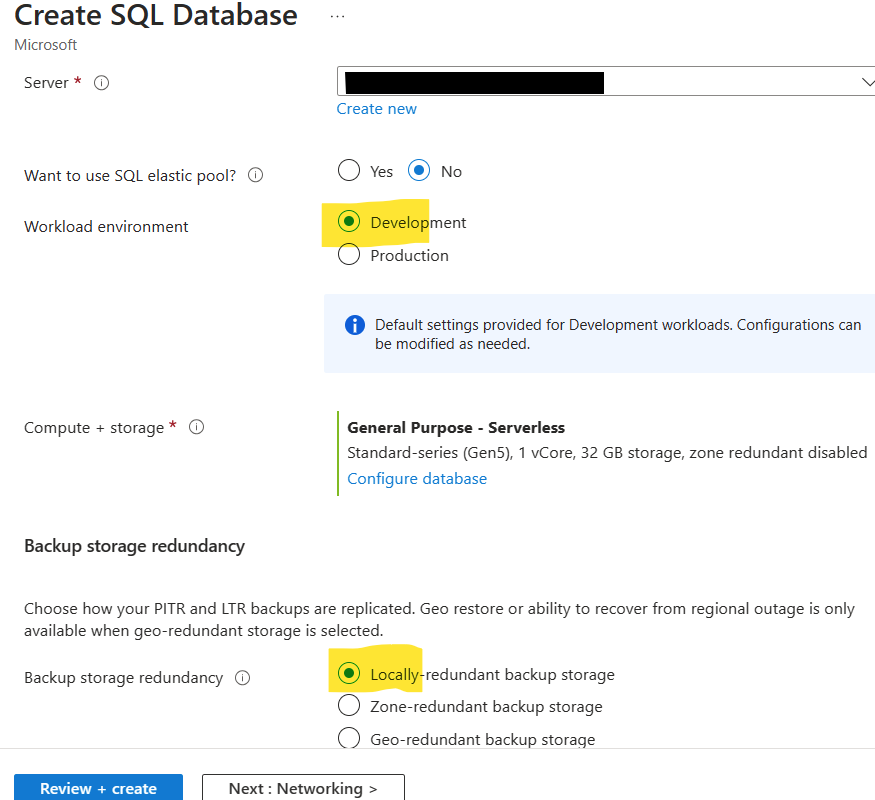 Create SQL Database ...
Microsoft
Server *
Create new
Want to use SQL elastic pool? Yes No
Workload environment Development
Production
Default settings provided for Development workloads. Configurations can
be modified as needed.
Compute + storage * General Purpose - Serverless
Standard-series (Gen5), 1 vCore, 32 GB storage, zone redundant disabled
Configure database
Backup storage redundancy
Choose how your PITR and LTR backups are replicated. Geo restore or ability to recover from regional outage is only
available when geo-redundant storage is selected.
Backup storage redundancy Locally-redundant backup storage
Zone-redundant backup storage
Geo-redundant backup storage
Review + create Next : Networking >